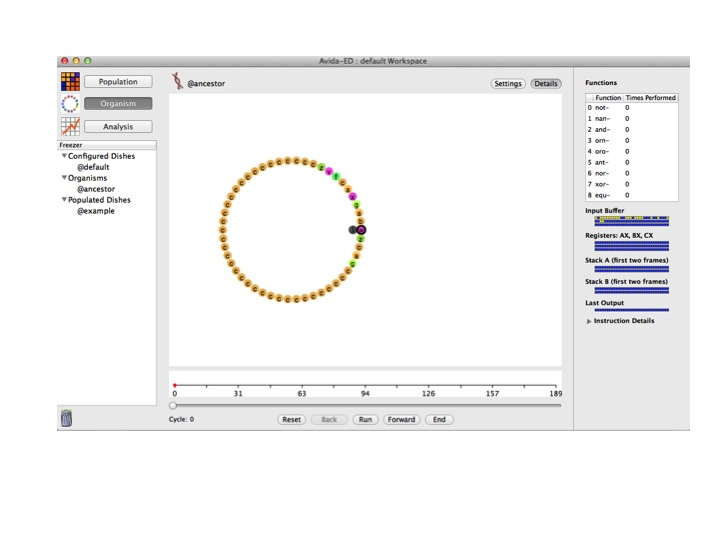 Avida-ED : default Workspace
Population
Organism
Analysis
Freezer
Configured Dishes
@default
Organisms
@ancestor
Populated Dishes
@example
@ancestor
Settings
Details
0 31 63 94 126 157 189
Cycle: 0
Reset Back Run Forward End
Functions
Function Times Performed
0 not- 0
1 nan- 0
2 and- 0
3 orn- 0
4 oro- 0
5 ant- 0
6 nor- 0
7 xor- 0
8 equ- 0
Input Buffer
Registers: AX, BX, CX
Stack A (first two frames)
Stack B (first two frames)
Last Output
Instruction Details